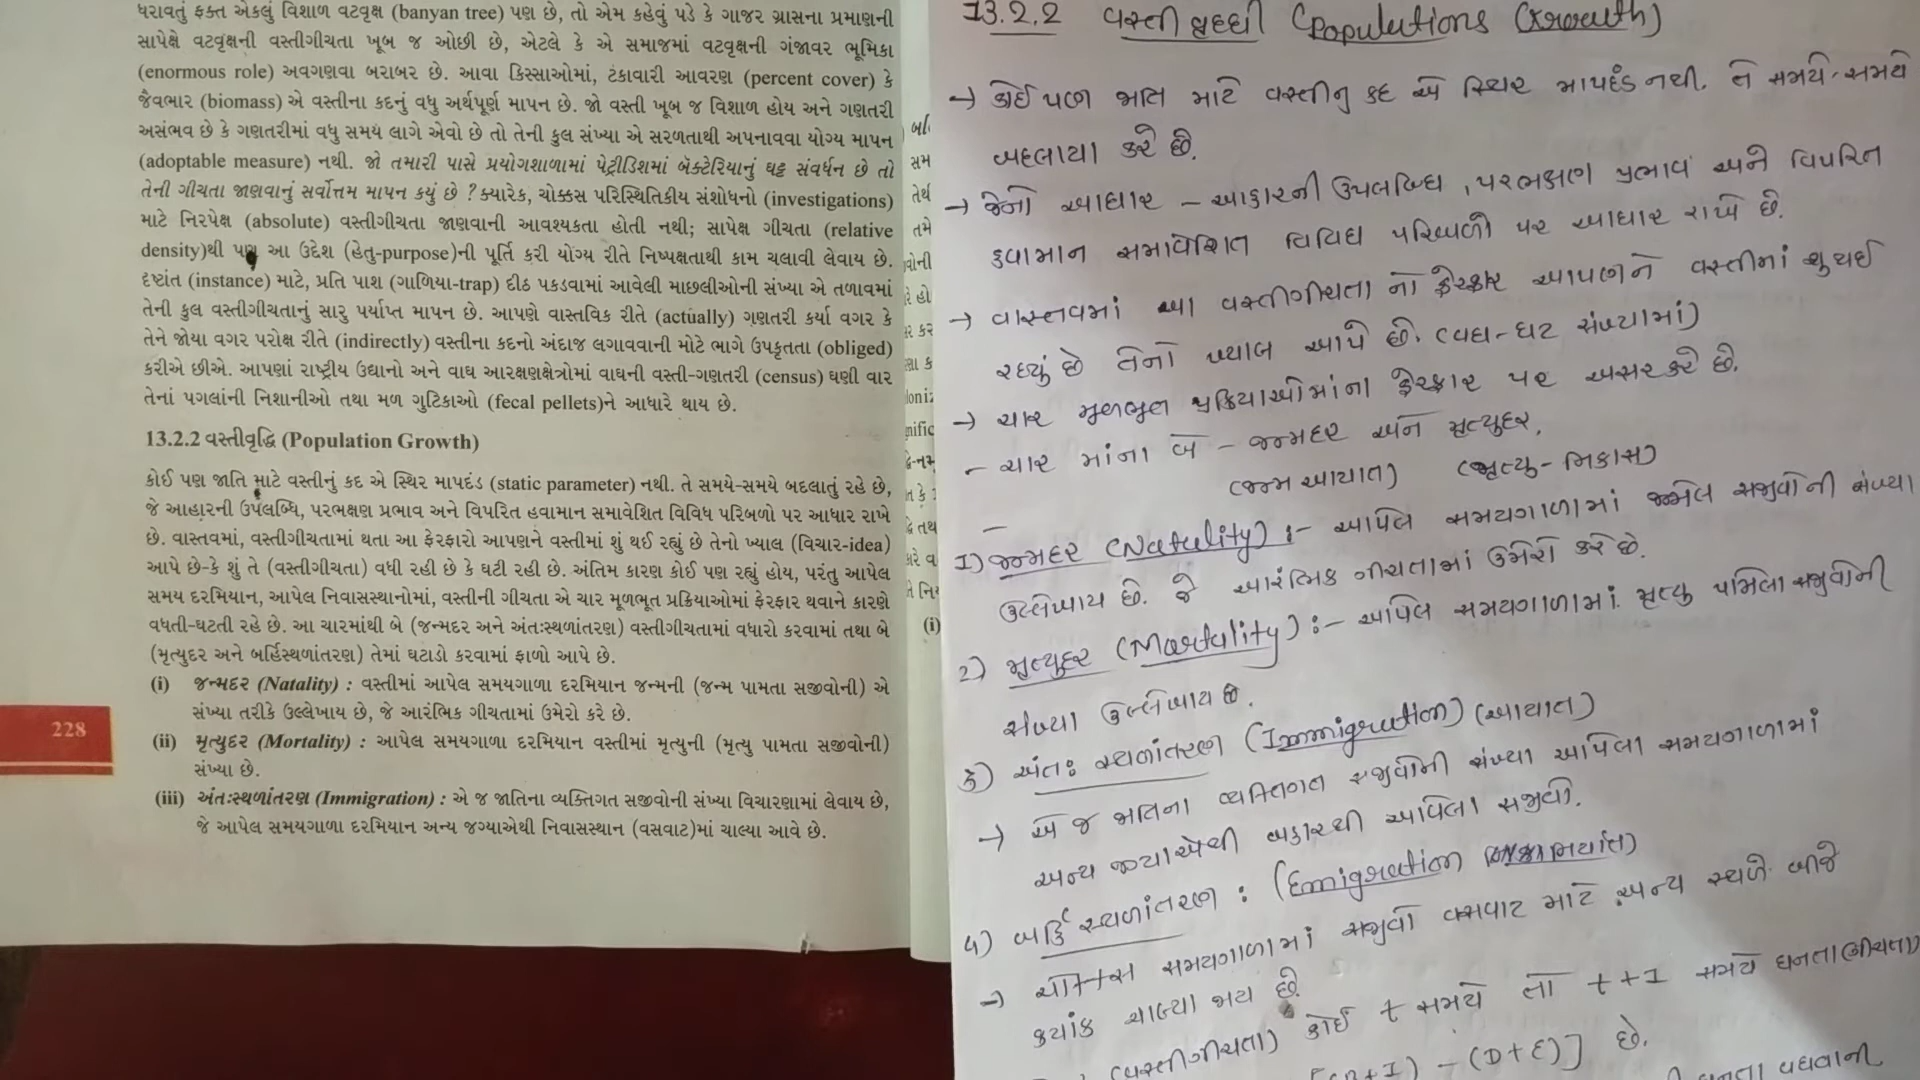 ધરાવતું ફક્ત એકલું વિશાળ વટવૃક્ષ (banyan tree) પણ છે, તો એમ કહેવું પડે કે ગાજર ગ્રાસના પ્રમાણની
સાપેક્ષે વટવૃક્ષની વસ્તીગીચતા ખૂબ જ ઓછી છે, એટલે કે એ સમાજમાં વટવૃક્ષની ગંજાવર ભૂમિકા
(enormous role) અવગણવા બરાબર છે. આવા કિસ્સાઓમાં, ટંકાવારી આવરણ (percent cover) કે
જૈવભાર (biomass) એ વસ્તીના કદનું વધુ અર્થપૂર્ણ માપન છે. જો વસ્તી ખૂબ જ વિશાળ હોય અને ગણતરી
અસંભવ છે કે ગણતરીમાં વધુ સમય લાગે એવો છે તો તેની કુલ સંખ્યા એ સરળતાથી અપનાવવા યોગ્ય માપન
(adoptable measure) નથી. જો તમારી પાસે પ્રયોગશાળામાં પેટ્રીડિશમાં બૅક્ટેરિયાનું ઘટ્ટ સંવર્ધન છે તો
તેની ગીચતા જાણવાનું સર્વોત્તમ માપન કયું છે ? ક્યારેક, ચોક્કસ પરિસ્થિતિકીય સંશોધનો (investigations)
માટે નિરપેક્ષ (absolute) વસ્તીગીચતા જાણવાની આવશ્યકતા હોતી નથી; સાપેક્ષ ગીચતા (relative
density)થી પણ આ ઉદ્દેશ (હેતુ-purpose)ની પૂર્તિ કરી યોગ્ય રીતે નિષ્પક્ષતાથી કામ ચલાવી લેવાય છે.
દૃષ્ટાંત (instance) માટે, પ્રતિ પાશ (ગાળિયા-trap) દીઠ પકડવામાં આવેલી માછલીઓની સંખ્યા એ તળાવમાં
તેની કુલ વસ્તીગીચતાનું સારુ પર્યાપ્ત માપન છે. આપણે વાસ્તવિક રીતે (actually) ગણતરી કર્યા વગર કે
તેને જોયા વગર પરોક્ષ રીતે (indirectly) વસ્તીના કદનો અંદાજ લગાવવાની મોટે ભાગે ઉપકૃતતા (obliged)
કરીએ છીએ. આપણાં રાષ્ટ્રીય ઉદ્યાનો અને વાઘ આરક્ષણક્ષેત્રોમાં વાઘની વસ્તી-ગણતરી (census) ઘણી વાર
તેનાં પગલાંની નિશાનીઓ તથા મળ ગુટિકાઓ (fecal pellets)ને આધારે થાય છે.
13.2.2 વસ્તીવૃદ્ધિ (Population Growth)
કોઈ પણ જાતિ માટે વસ્તીનું કદ એ સ્થિર માપદંડ (static parameter) નથી. તે સમયે-સમયે બદલાતું રહે છે,
જે આહારની ઉપલબ્ધિ, પરભક્ષણ પ્રભાવ અને વિપરિત હવામાન સમાવેશિત વિવિધ પરિબળો પર આધાર રાખે
છે. વાસ્તવમાં, વસ્તીગીચતામાં થતા આ ફેરફારો આપણને વસ્તીમાં શું થઈ રહ્યું છે તેનો ખ્યાલ (વિચાર-idea)
આપે છે-કે શું તે (વસ્તીગીચતા) વધી રહી છે કે ઘટી રહી છે. અંતિમ કારણ કોઈ પણ રહ્યું હોય, પરંતુ આપેલ
સમય દરમિયાન, આપેલ નિવાસસ્થાનોમાં, વસ્તીની ગીચતા એ ચાર મૂળભૂત પ્રક્રિયાઓમાં ફેરફાર થવાને કારણે
વધતી-ઘટતી રહે છે. આ ચારમાંથી બે (જન્મદર અને અંતઃસ્થળાંતરણ) વસ્તીગીચતામાં વધારો કરવામાં તથા બે
(મૃત્યુદર અને બર્હિસ્થળાંતરણ) તેમાં ઘટાડો કરવામાં ફાળો આપે છે.
(i) જન્મદર (Natality) : વસ્તીમાં આપેલ સમયગાળા દરમિયાન જન્મની (જન્મ પામતા સજીવોની) એ
સંખ્યા તરીકે ઉલ્લેખાય છે, જે આરંભિક ગીચતામાં ઉમેરો કરે છે.
(ii) મૃત્યુદર (Mortality) : આપેલ સમયગાળા દરમિયાન વસ્તીમાં મૃત્યુની (મૃત્યુ પામતા સજીવોની)
સંખ્યા છે.
(iii) અંતઃસ્થળાંતરણ (Immigration) : એ જ જાતિના વ્યક્તિગત સજીવોની સંખ્યા વિચારણામાં લેવાય છે,
જે આપેલ સમયગાળા દરમિયાન અન્ય જગ્યાએથી નિવાસસ્થાન (વસવાટ)માં ચાલ્યા આવે છે.
228
(i)
13.2.2 વસ્તી વૃદ્ધી (Populations Growth)
→ કોઈ પણ જાતિ માટે વસ્તીનુ કદ એ સ્થિર માપદંડ નથી. તે સમયે-સમયે
બદલાયા કરે છે.
→ જેનો આધાર – આહારની ઉપલબ્ધિ, પરભક્ષણ પ્રભાવ અને વિપરિત
હવામાન સમાવેશિત વિવિધ પરિબળો પર આધાર રાખે છે.
→ વાસ્તવમાં આ વસ્તીગીચતા નો ફેરફાર આપણને વસ્તીમાં શુ થઈ
રહ્યું છે તેનો ખ્યાલ આપે છે. (વધ-ઘટ સંખ્યામાં)
→ ચાર મૂળભૂત પ્રક્રિયાઓમાંના ફેરફાર પર અસર કરે છે.
– ચાર માંના બે – જન્મદર અને મૃત્યુદર.
(જન્મ આયાત) (મૃત્યુ-નિકાસ)
1) જન્મદર (Natality) :- આપેલ સમયગાળામાં જન્મેલ સજીવોની સંખ્યા
ઉલ્લેખાય છે. જે આરંભિક ગીચતામાં ઉમેરો કરે છે.
2) મૃત્યુદર (Mortality) :- આપેલ સમયગાળામાં મૃત્યુ પામેલા સજીવોની
સંખ્યા ઉલ્લેખાય છે.
3) અંતઃ સ્થળાંતરણ (Immigration) (આયાત)
→ એ જ જાતિના વ્યક્તિગત સજીવોની સંખ્યા આપેલા સમયગાળામાં
અન્ય જગ્યાએથી બહારથી આવેલા સજીવો.
4) બર્હિ સ્થળાંતરણ : (Emigration નિર્યાત)
→ ચોક્કસ સમયગાળામાં સજીવો વસવાટ માટે અન્ય સ્થળે બીજે
કયાંક ચાલ્યા જાય છે.
(વસ્તીગીચતા) કોઈ t સમયે તો t+1 સમયે ઘનતા (ગીચતા)
+I) – (D+E)] છે.
વધવાની